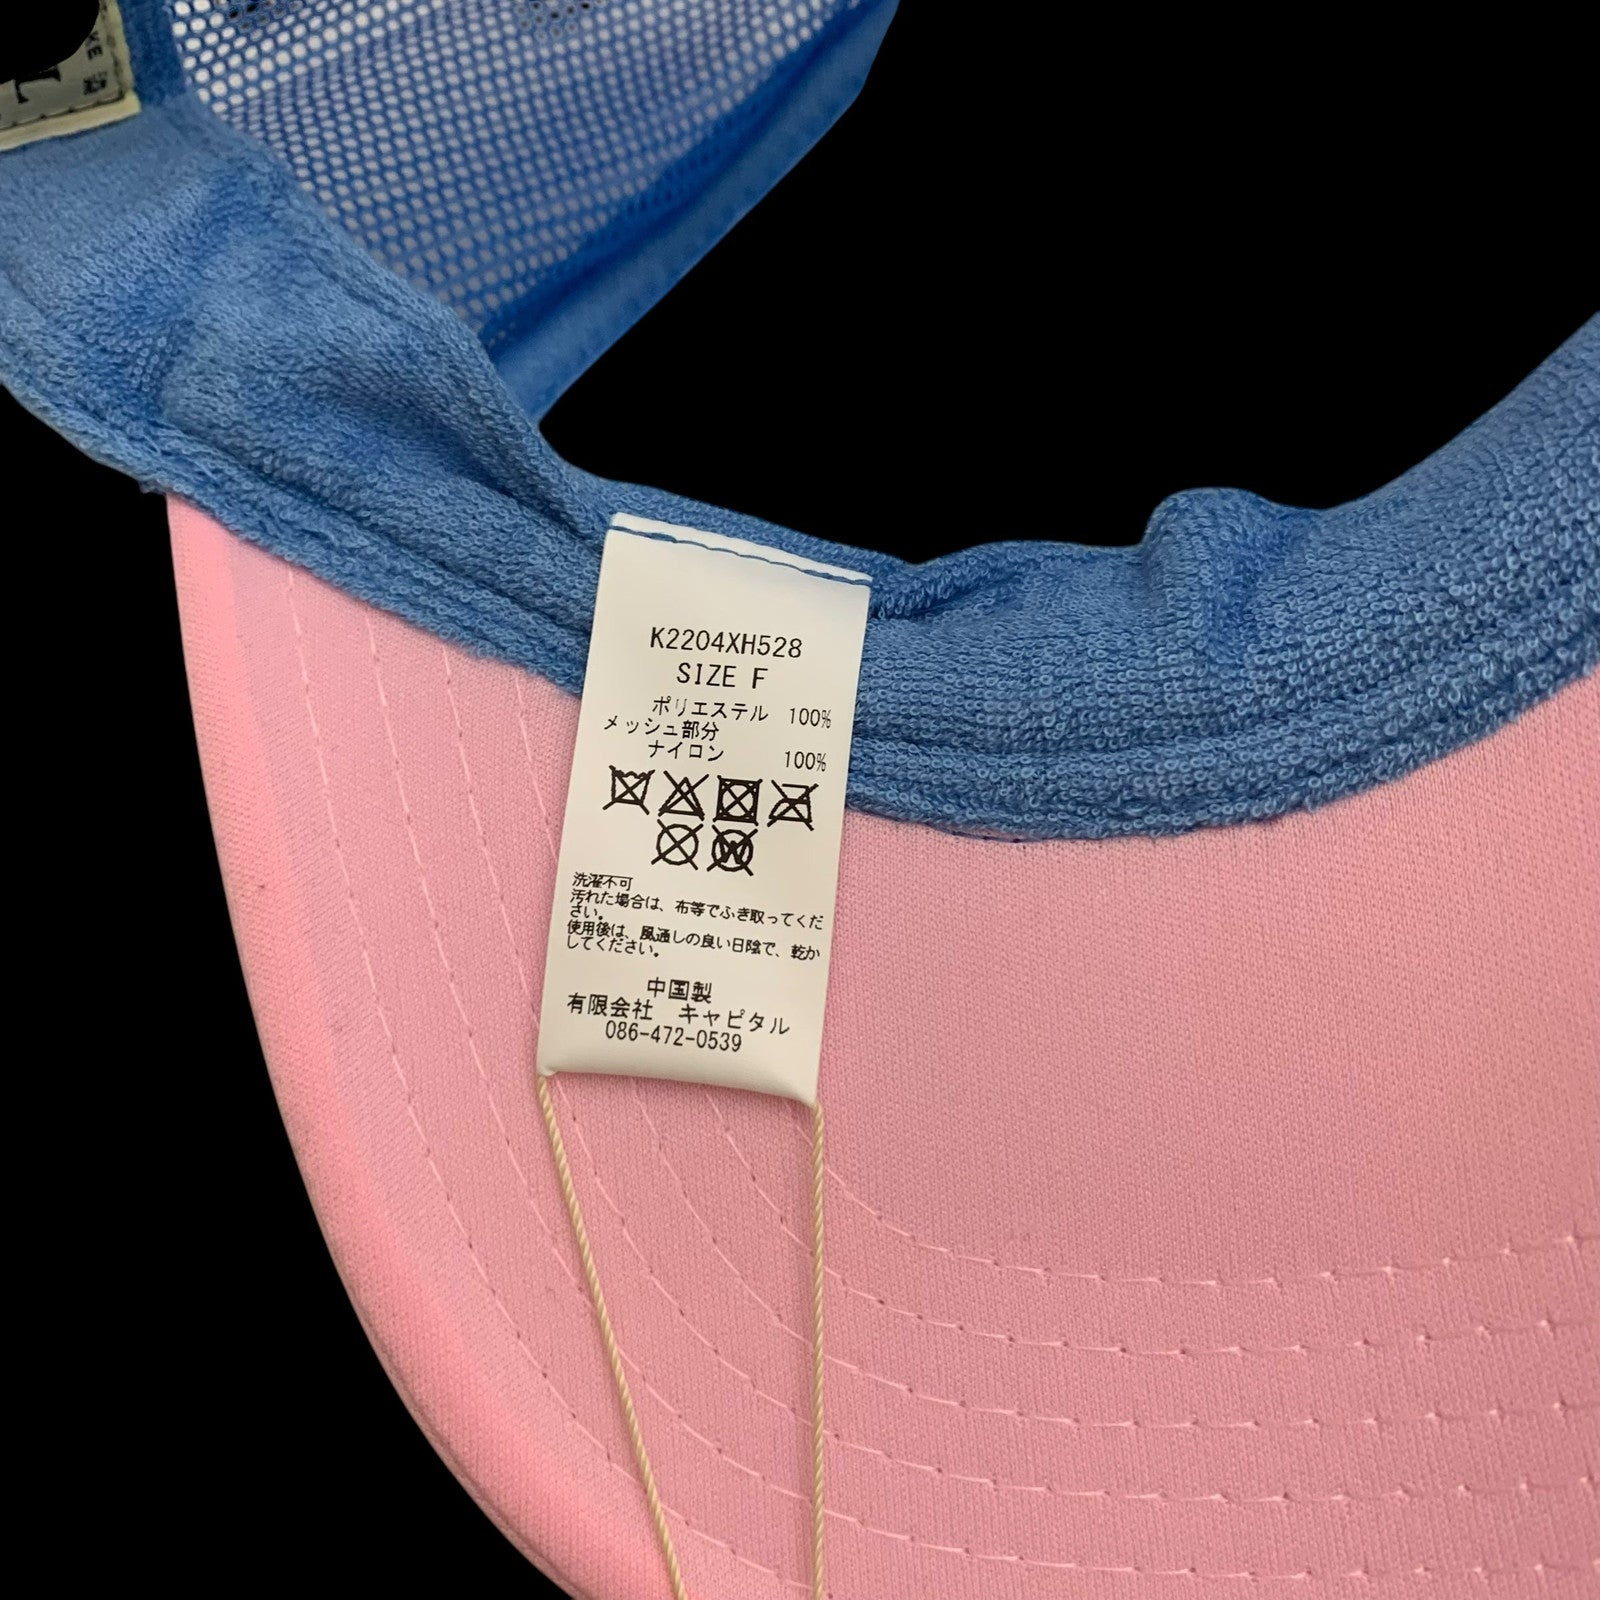 K2204XH528
SIZE F
ポリエステル 100%
メッシュ部分
ナイロン 100%
W
洗濯不可
汚れた場合は、布等でふき取ってくだ
さい。
使用後は、風通しの良い日陰で、乾か
してください。
中国製
有限会社 キャピタル
086-472-0539